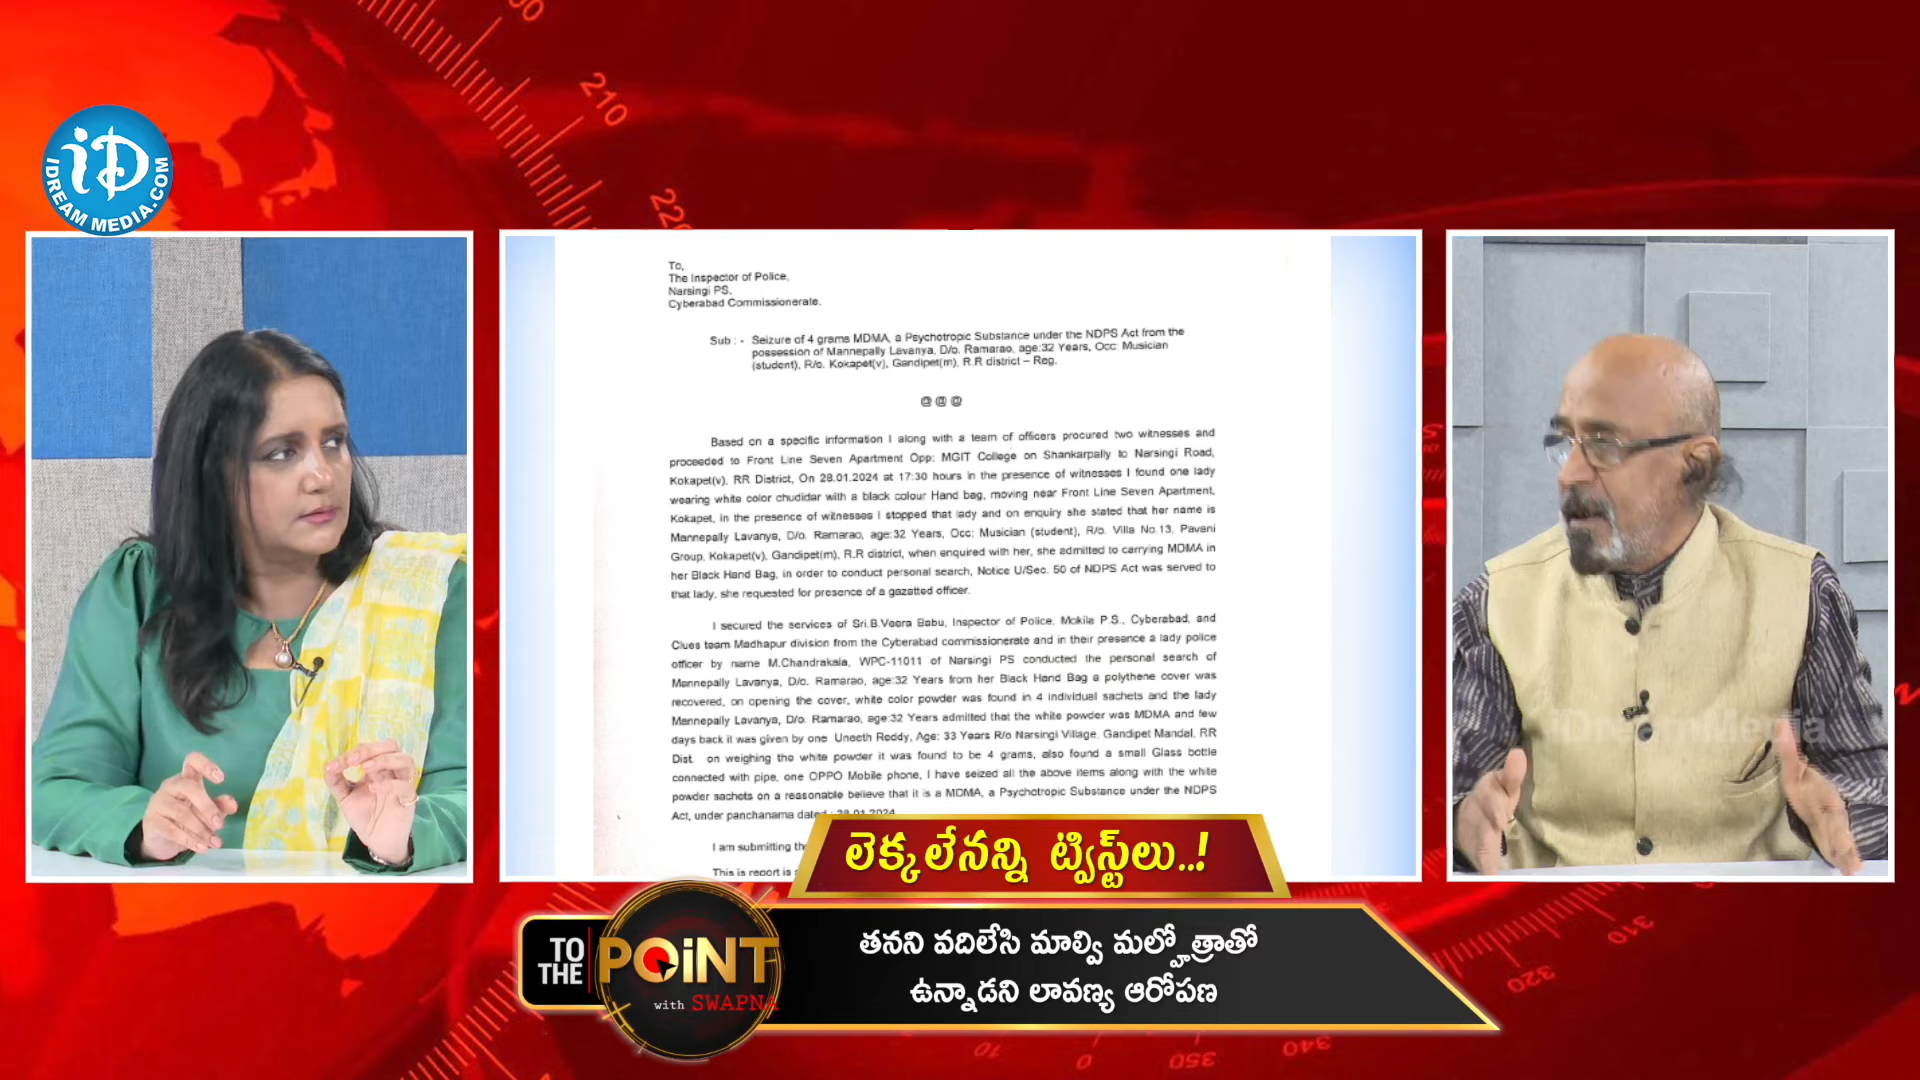 210
220
iD
IDREAM MEDIA.COM
To,
The Inspector of Police,
Narsingi PS,
Cyberabad Commissionerate.
Sub : - Seizure of 4 grams MDMA, a Psychotropic Substance under the NDPS Act from the
possession of Mannepally Lavanya, D/o. Ramarao, age:32 Years, Occ: Musician
(student), R/o. Kokapet(v), Gandipet(m), R.R district – Reg.
@@@
Based on a specific information I along with a team of officers procured two witnesses and
proceeded to Front Line Seven Apartment Opp: MGIT College on Shankarpally to Narsingi Road,
Kokapet(v), RR District, On 28.01.2024 at 17:30 hours in the presence of witnesses I found one lady
wearing white color chudidar with a black colour Hand bag, moving near Front Line Seven Apartment,
Kokapet, in the presence of witnesses I stopped that lady and on enquiry she stated that her name is
Mannepally Lavanya, D/o. Ramarao, age:32 Years, Occ: Musician (student), R/o. Villa No.13, Pavani
Group, Kokapet(v), Gandipet(m), R.R district, when enquired with her, she admitted to carrying MDMA in
her Black Hand Bag, in order to conduct personal search, Notice U/Sec. 50 of NDPS Act was served to
that lady, she requested for presence of a gazatted officer.
I secured the services of Sri.B.Veera Babu, Inspector of Police, Mokila P.S., Cyberabad, and
Clues team Madhapur division from the Cyberabad commissionerate and in their presence a lady police
officer by name M.Chandrakala, WPC-11011 of Narsingi PS conducted the personal search of
Mannepally Lavanya, D/o. Ramarao, age:32 Years from her Black Hand Bag a polythene cover was
recovered, on opening the cover, white color powder was found in 4 individual sachets and the lady
Mannepally Lavanya, D/o. Ramarao, age:32 Years admitted that the white powder was MDMA and few
days back it was given by one Uneeth Reddy, Age: 33 Years R/o Narsingi Village, Gandipet Mandal, RR
Dist. on weighing the white powder it was found to be 4 grams, also found a small Glass bottle
connected with pipe, one OPPO Mobile phone, I have seized all the above items along with the white
powder sachets on a reasonable believe that it is a MDMA, a Psychotropic Substance under the NDPS
Act, under panchanama dated : 28.01.2024
I am submitting
This is report is
లెక్కలేనన్ని ట్విస్ట్‌లు..!
TO THE POiNT
with SWAPNA
తనని వదిలేసి మాల్వి మల్హోత్రాతో
ఉన్నాడని లావణ్య ఆరోపణ
310
320
340
350
0
10